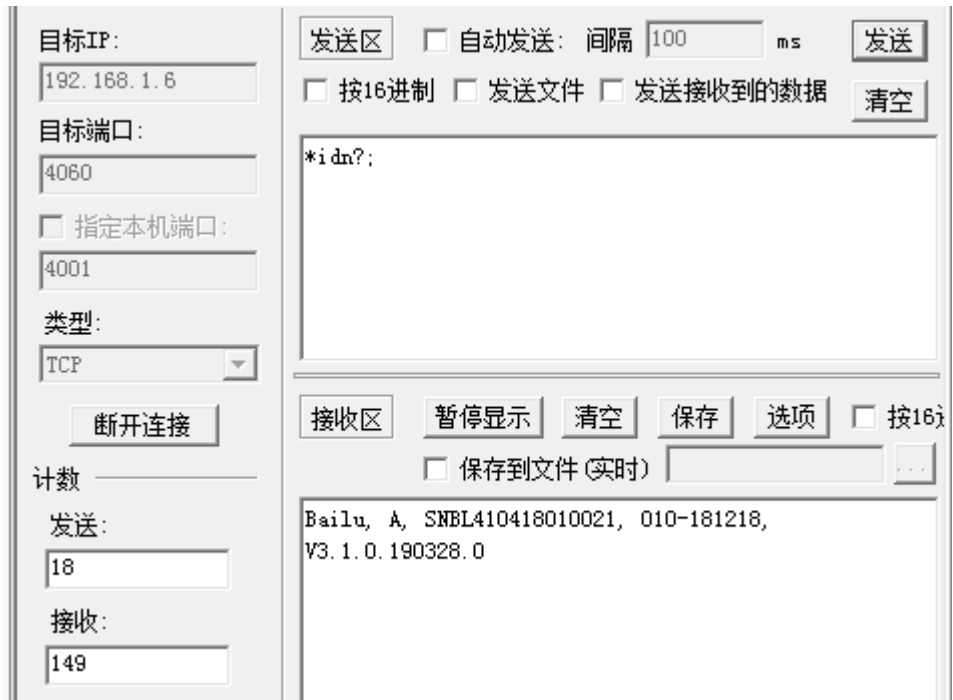 目标IP:
192.168.1.6
目标端口:
4060
指定本机端口:
4001
类型:
TCP
断开连接
计数
发送:
18
接收:
149
发送区 自动发送: 间隔 100 ms 发送
按16进制 发送文件 发送接收到的数据 清空
*idn?;
接收区 暂停显示 清空 保存 选项 按16
保存到文件(实时) ...
Bailu, A, SNBL410418010021, 010-181218,
V3.1.0.190328.0